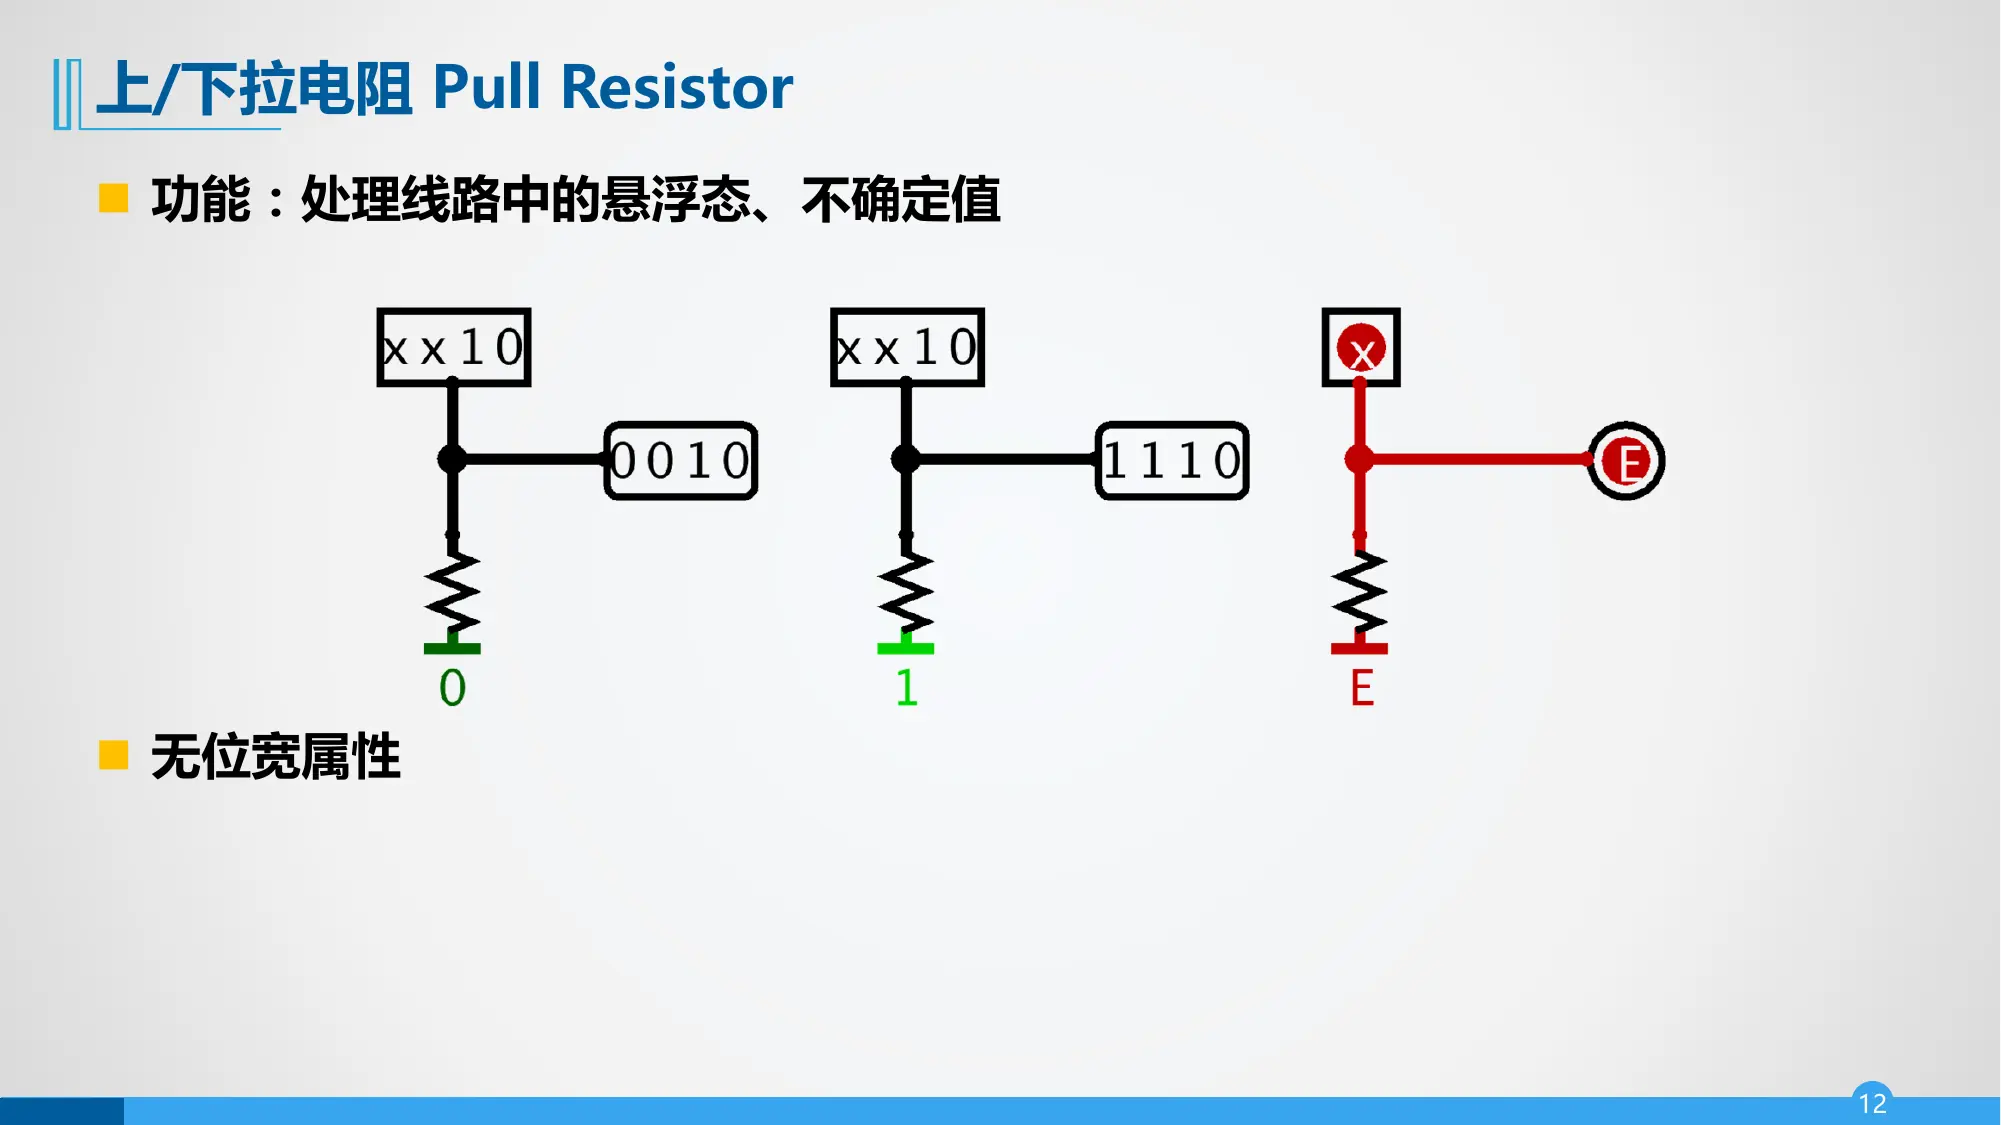 上/下拉电阻 Pull Resistor
功能：处理线路中的悬浮态、不确定值
xx10
xx10
x
0010
1110
E
0
1
E
无位宽属性
12